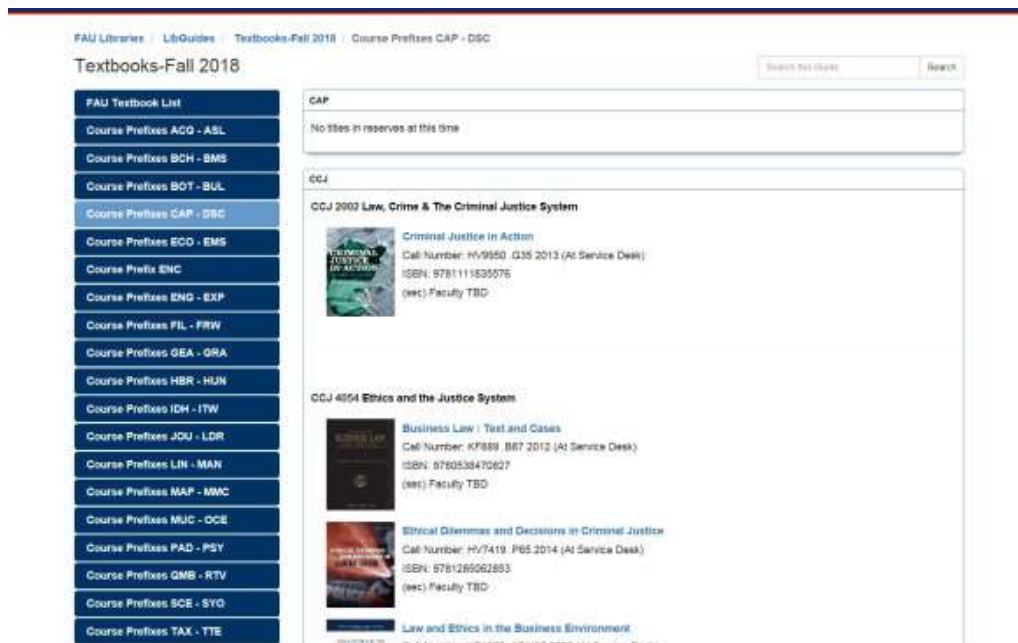 FAU Libraries / LibGuides / Textbooks-Fall 2018 / Course Prefixes CAP - DSC
Textbooks-Fall 2018
Search this Guide
Search
FAU Textbook List
Course Prefixes ACG - ASL
Course Prefixes BCH - BMS
Course Prefixes BOT - BUL
Course Prefixes CAP - DSC
Course Prefixes ECO - EMS
Course Prefix ENC
Course Prefixes ENG - EXP
Course Prefixes FIL - FRW
Course Prefixes GEA - GRA
Course Prefixes HBR - HUN
Course Prefixes IDH - ITW
Course Prefixes JOU - LDR
Course Prefixes LIN - MAN
Course Prefixes MAP - MMC
Course Prefixes MUC - OCE
Course Prefixes PAD - PSY
Course Prefixes QMB - RTV
Course Prefixes SCE - SYO
Course Prefixes TAX - TTE
CAP
No titles in reserves at this time
CCJ
CCJ 2002 Law, Crime & The Criminal Justice System
CRIMINAL
JUSTICE
IN ACTION
Criminal Justice in Action
Call Number: HV9950 .G35 2013 (At Service Desk)
ISBN: 9781111835576
(sec) Faculty TBD
CCJ 4054 Ethics and the Justice System
BUSINESS LAW
Business Law : Text and Cases
Call Number: KF889 .B87 2012 (At Service Desk)
ISBN: 9780538470827
(sec) Faculty TBD
Ethical Dilemmas and Decisions in Criminal Justice
Call Number: HV7419 .P65 2014 (At Service Desk)
ISBN: 9781285062853
(sec) Faculty TBD
Law and Ethics in the Business Environment